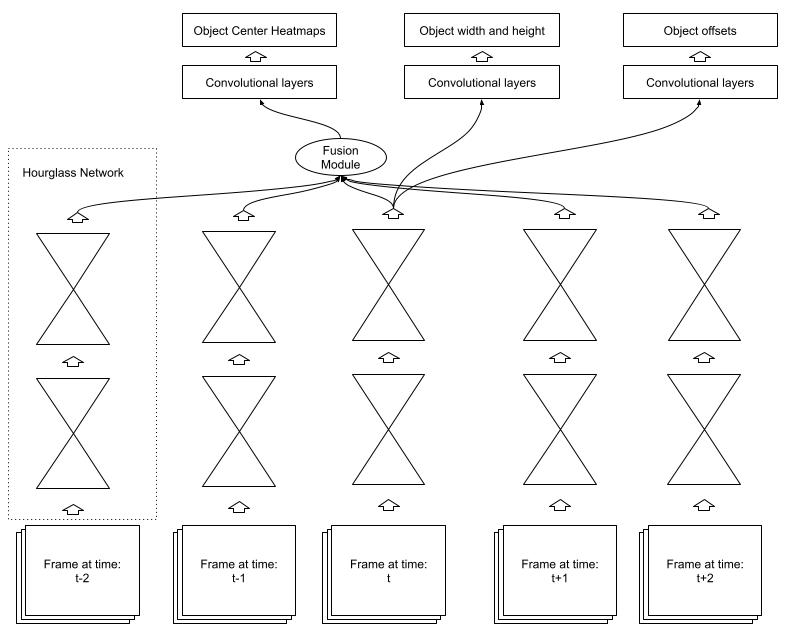 Object Center Heatmaps
Object width and height
Object offsets
Convolutional layers
Convolutional layers
Convolutional layers
Fusion
Module
Hourglass Network
Frame at time:
t-2
Frame at time:
t-1
Frame at time:
t
Frame at time:
t+1
Frame at time:
t+2